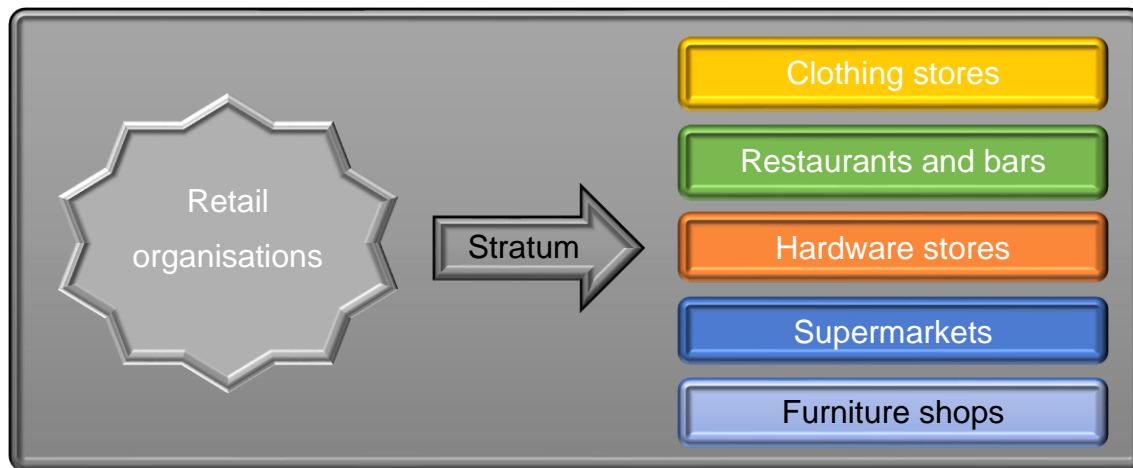 Retail
organisations
Stratum
Clothing stores
Restaurants and bars
Hardware stores
Supermarkets
Furniture shops